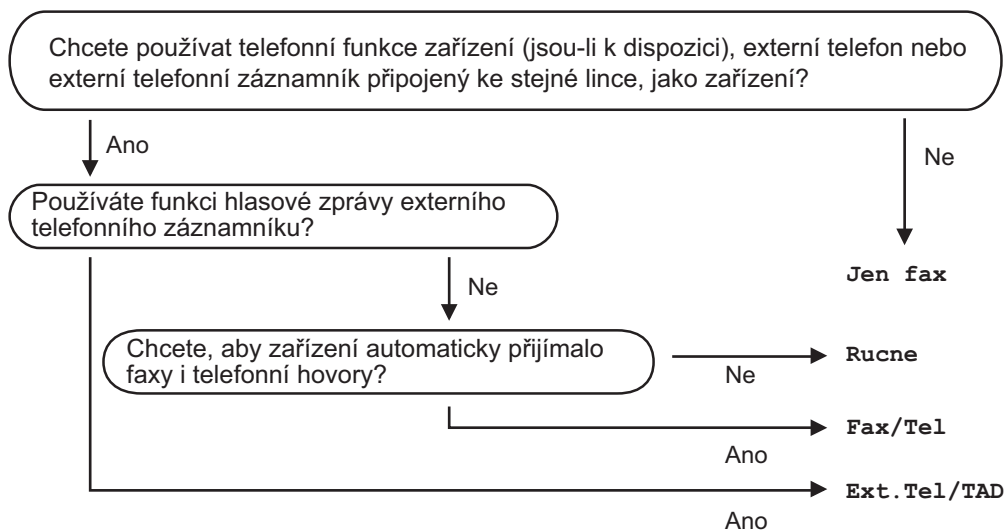 Chcete používat telefonní funkce zařízení (jsou-li k dispozici), externí telefon nebo
externí telefonní záznamník připojený ke stejné lince, jako zařízení?
Ano
Ne
Používáte funkci hlasové zprávy externího
telefonního záznamníku?
Ne
Jen fax
Chcete, aby zařízení automaticky přijímalo
faxy i telefonní hovory?
Ne
Rucne
Ano
Fax/Tel
Ano
Ext.Tel/TAD